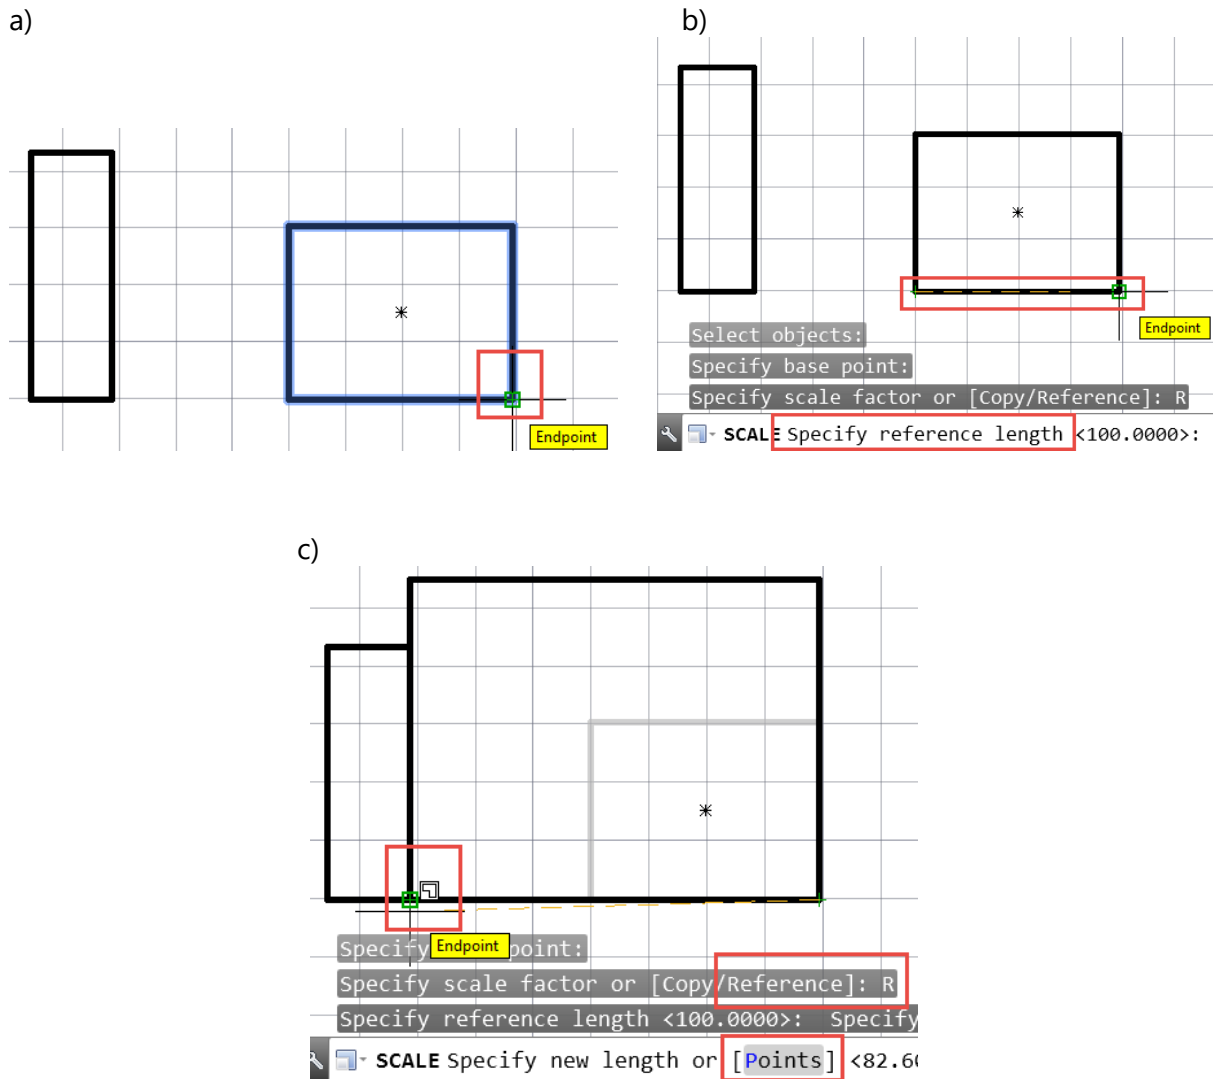 a)
b)
Endpoint
Endpoint
Select objects:
Specify base point:
Specify scale factor or [Copy/Reference]: R
SCALE Specify reference length <100.0000>:
c)
Endpoint
Specify point:
Specify scale factor or [Copy/Reference]: R
Specify reference length <100.0000>: Specify
SCALE Specify new length or [Points] <82.60